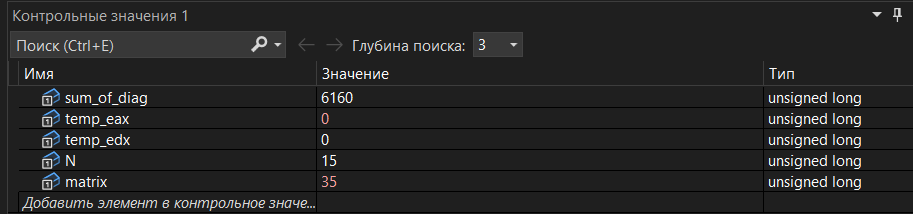 Контрольные значения 1
Поиск (Ctrl+E) Глубина поиска: 3
Имя Значение Тип
sum_of_diag 6160 unsigned long
temp_eax 0 unsigned long
temp_edx 0 unsigned long
N 15 unsigned long
matrix 35 unsigned long
Добавить элемент в контрольное значе...